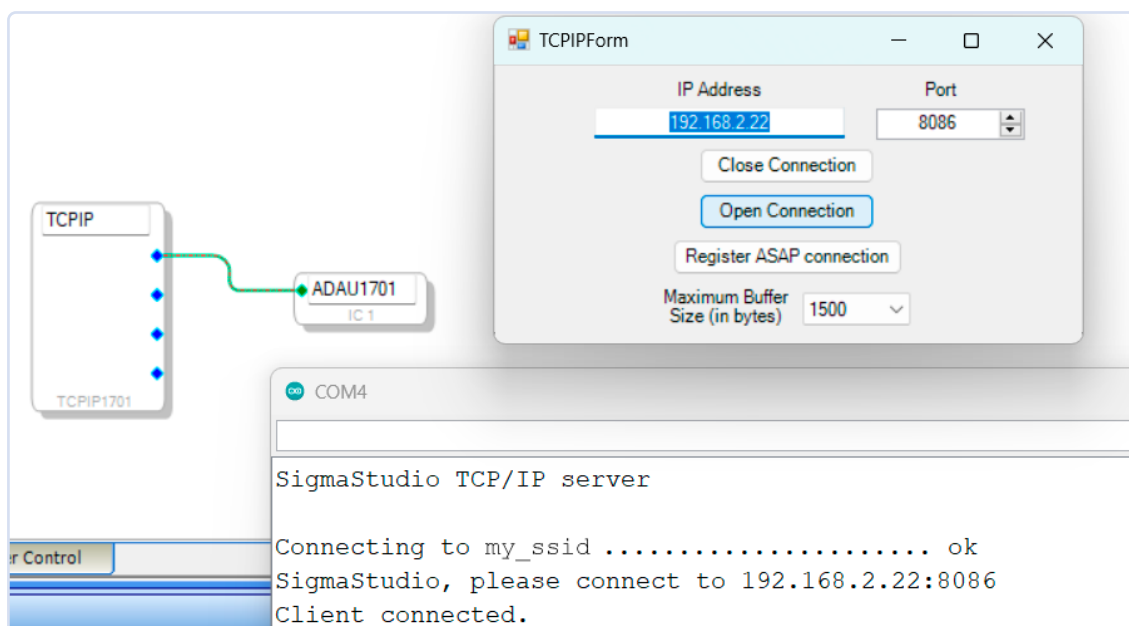 TCPIPForm
IP Address
Port
192.168.2.22
8086
Close Connection
Open Connection
Register ASAP connection
Maximum Buffer
Size (in bytes)
1500
TCPIP
TCPIP1701
ADAU1701
IC 1
COM4
SigmaStudio TCP/IP server
Connecting to my_ssid ...................... ok
SigmaStudio, please connect to 192.168.2.22:8086
Client connected.
r Control